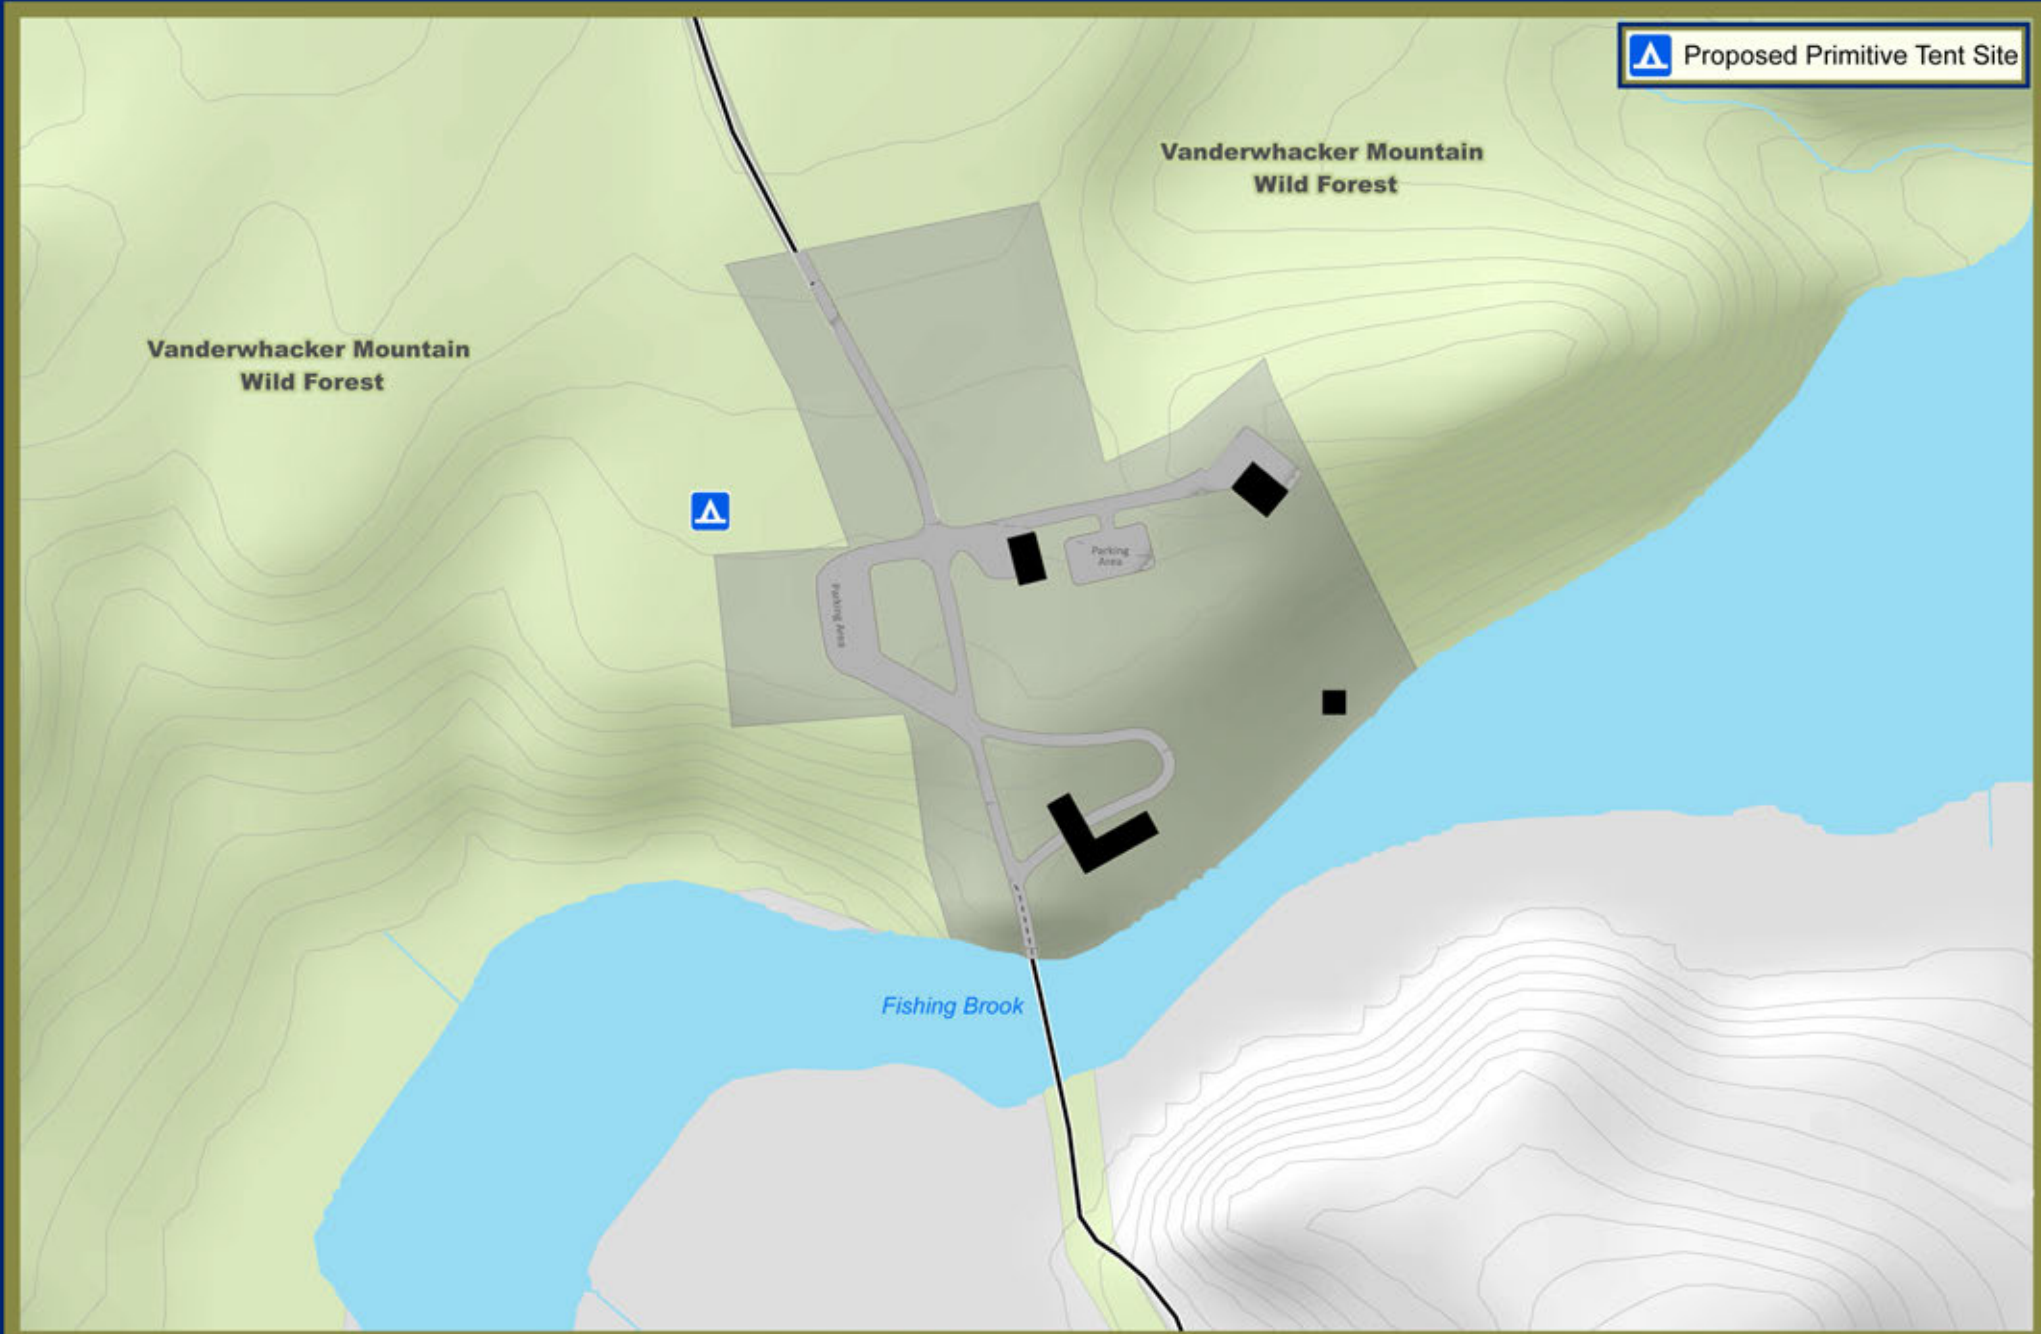 Proposed Primitive Tent Site
Vanderwhacker Mountain
Wild Forest
Vanderwhacker Mountain
Wild Forest
Parking
Area
Parking Area
Fishing Brook